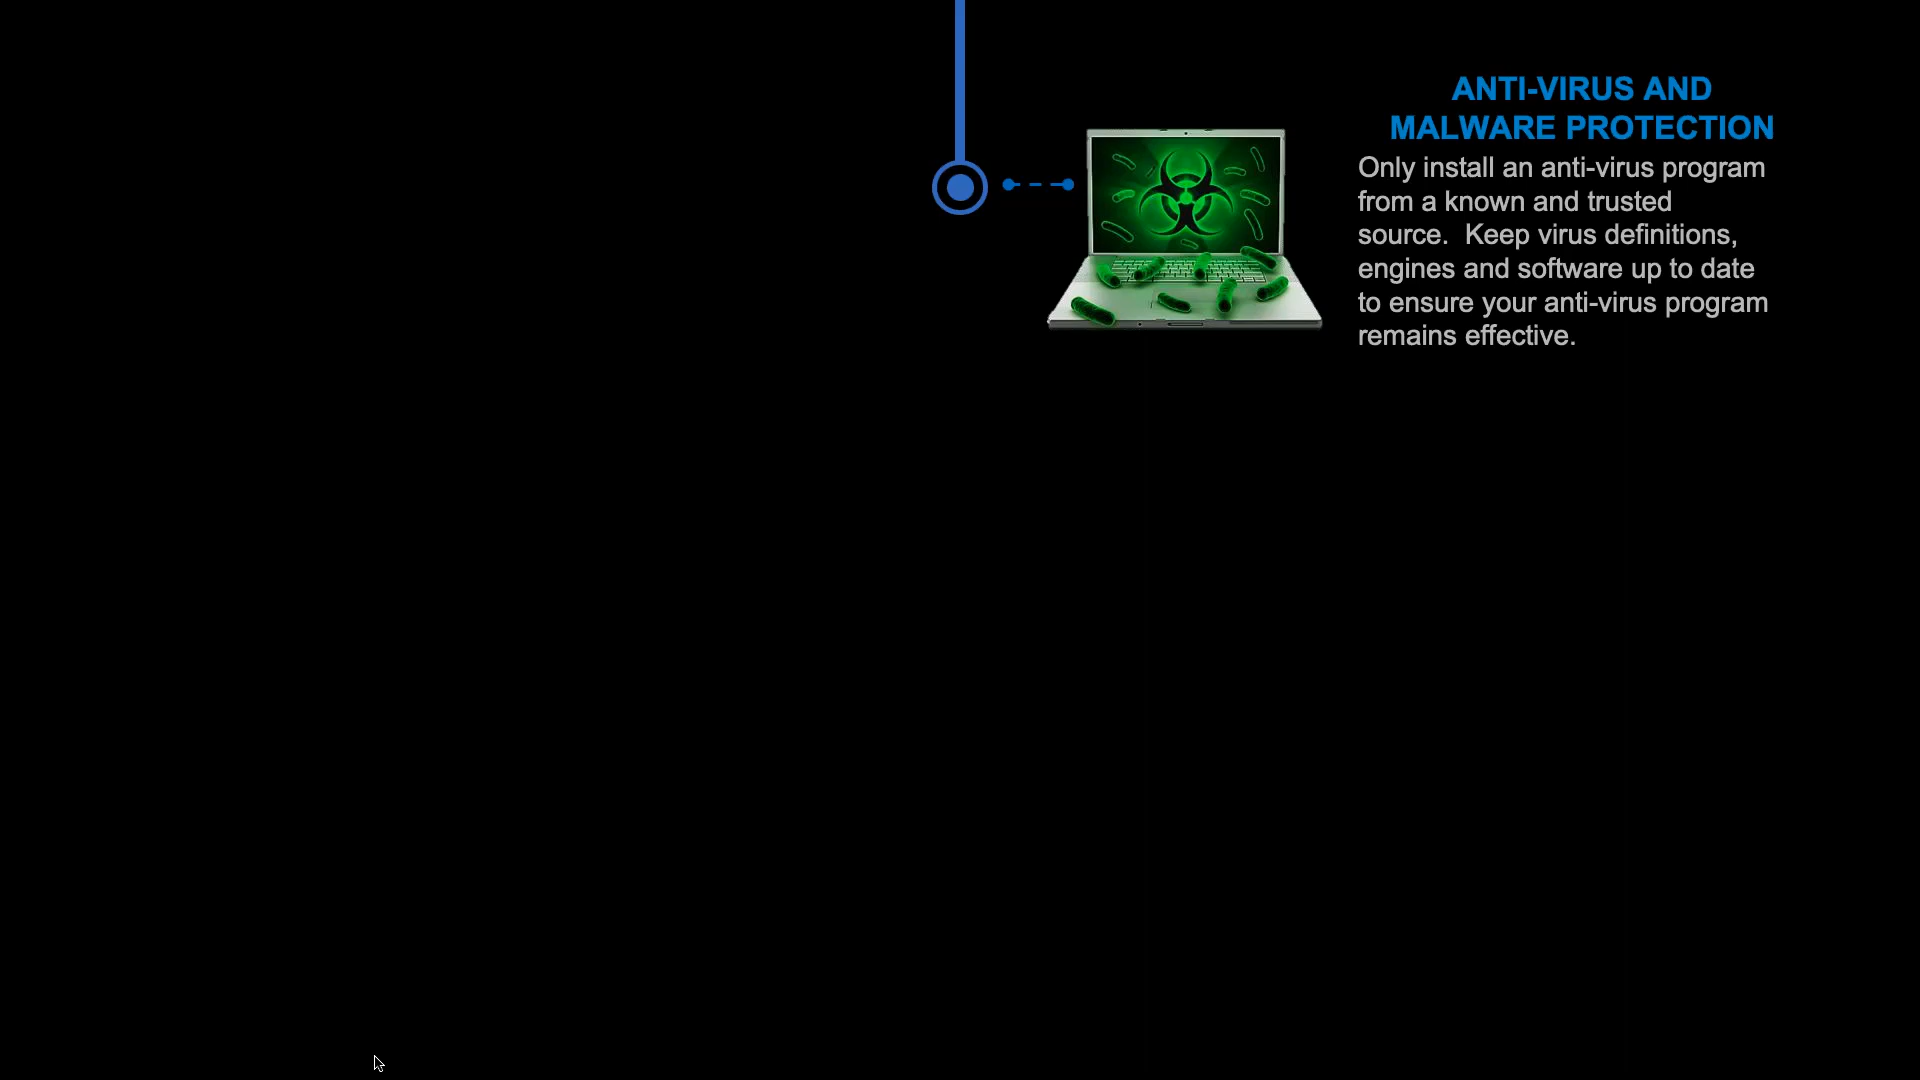 ANTI-VIRUS AND
MALWARE PROTECTION
Only install an anti-virus program
from a known and trusted
source.  Keep virus definitions,
engines and software up to date
to ensure your anti-virus program
remains effective.